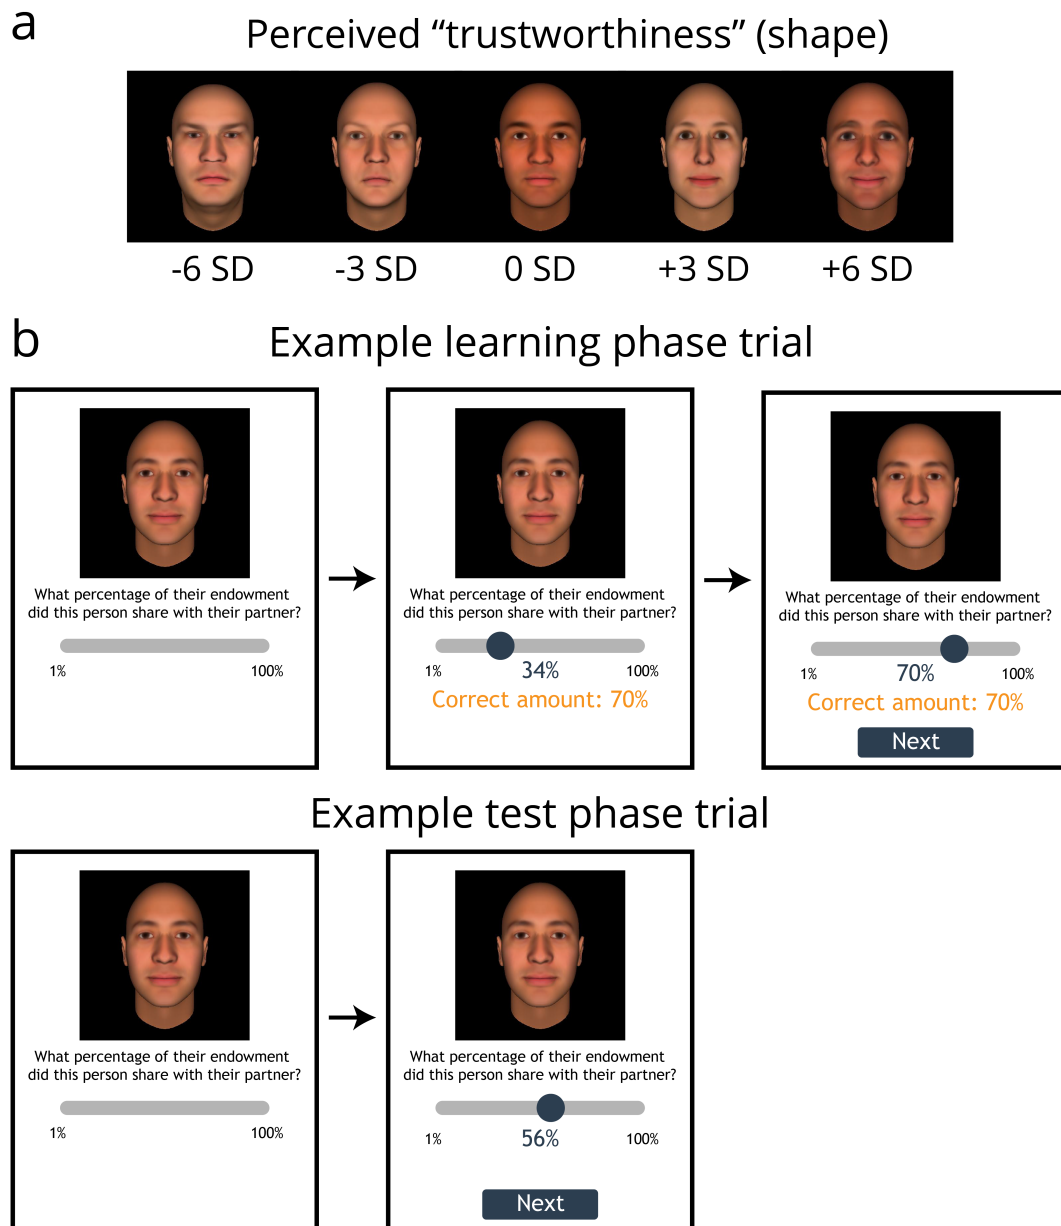 a
Perceived “trustworthiness” (shape)
-6 SD
-3 SD
0 SD
+3 SD
+6 SD
b
Example learning phase trial
What percentage of their endowment
did this person share with their partner?
1%
100%
What percentage of their endowment
did this person share with their partner?
1%
34%
100%
Correct amount: 70%
What percentage of their endowment
did this person share with their partner?
1%
70%
100%
Correct amount: 70%
Next
Example test phase trial
What percentage of their endowment
did this person share with their partner?
1%
100%
What percentage of their endowment
did this person share with their partner?
1%
56%
100%
Next